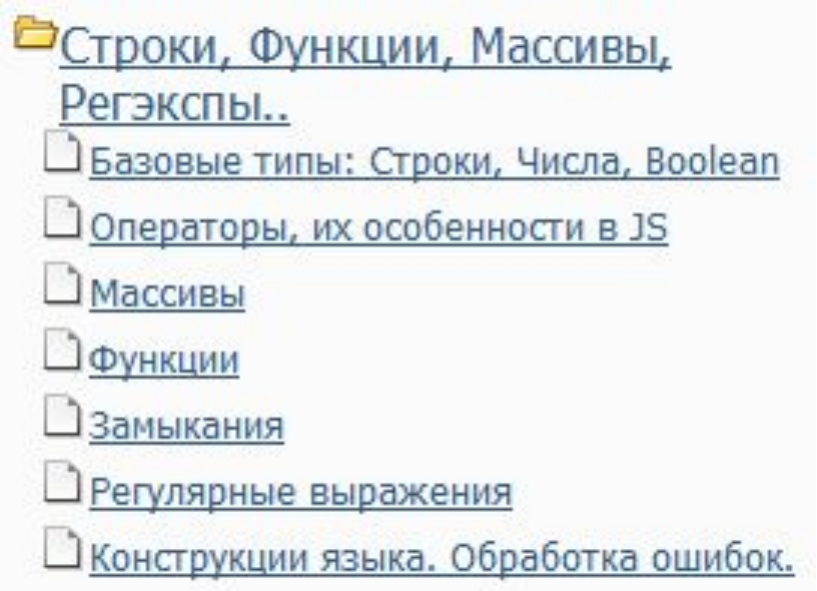 Строки, Функции, Массивы,
Регэкспы..
Базовые типы: Строки, Числа, Boolean
Операторы, их особенности в JS
Массивы
Функции
Замыкания
Регулярные выражения
Конструкции языка. Обработка ошибок.